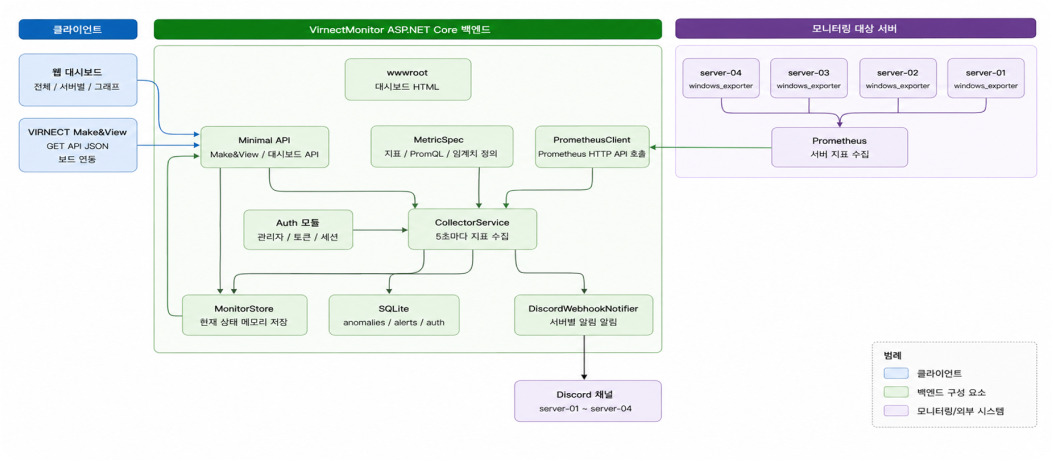 클라이언트
VirnectMonitor ASP.NET Core 백엔드
모니터링 대상 서버
웹 대시보드
전체 / 서버별 / 그래프
VIRNECT Make&View
GET API JSON
보드 연동
wwwroot
대시보드 HTML
server-04
windows_exporter
server-03
windows_exporter
server-02
windows_exporter
server-01
windows_exporter
Minimal API
Make&View / 대시보드 API
MetricSpec
지표 / PromQL / 임계치 정의
PrometheusClient
Prometheus HTTP API 호출
Prometheus
서버 지표 수집
Auth 모듈
관리자 / 토큰 / 세션
CollectorService
5초마다 지표 수집
MonitorStore
현재 상태 메모리 저장
SQLite
anomalies / alerts / auth
DiscordWebhookNotifier
서버별 알림 알림
Discord 채널
server-01 ~ server-04
범례
클라이언트
백엔드 구성 요소
모니터링/외부 시스템